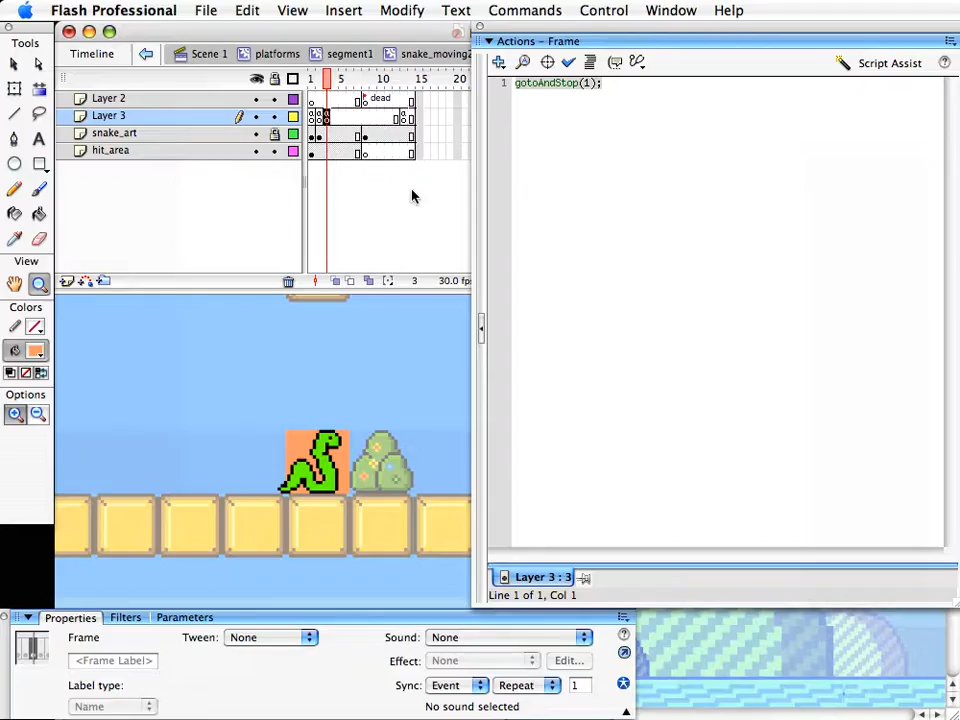 Flash Professional File Edit View Insert Modify Text Commands Control Window Help
Tools
Timeline Scene 1 platforms segment1 snake_moving2
1 5 10 15 20
Layer 2 dead
Layer 3
snake_art
hit_area
3 30.0 fp
View
Colors
Options
Actions - Frame
Script Assist
1 gotoAndStop(1);
Layer 3 : 3
Line 1 of 1, Col 1
Properties Filters Parameters
Frame Tween: None Sound: None
<Frame Label> Effect: None Edit...
Label type: Sync: Event Repeat 1
Name No sound selected